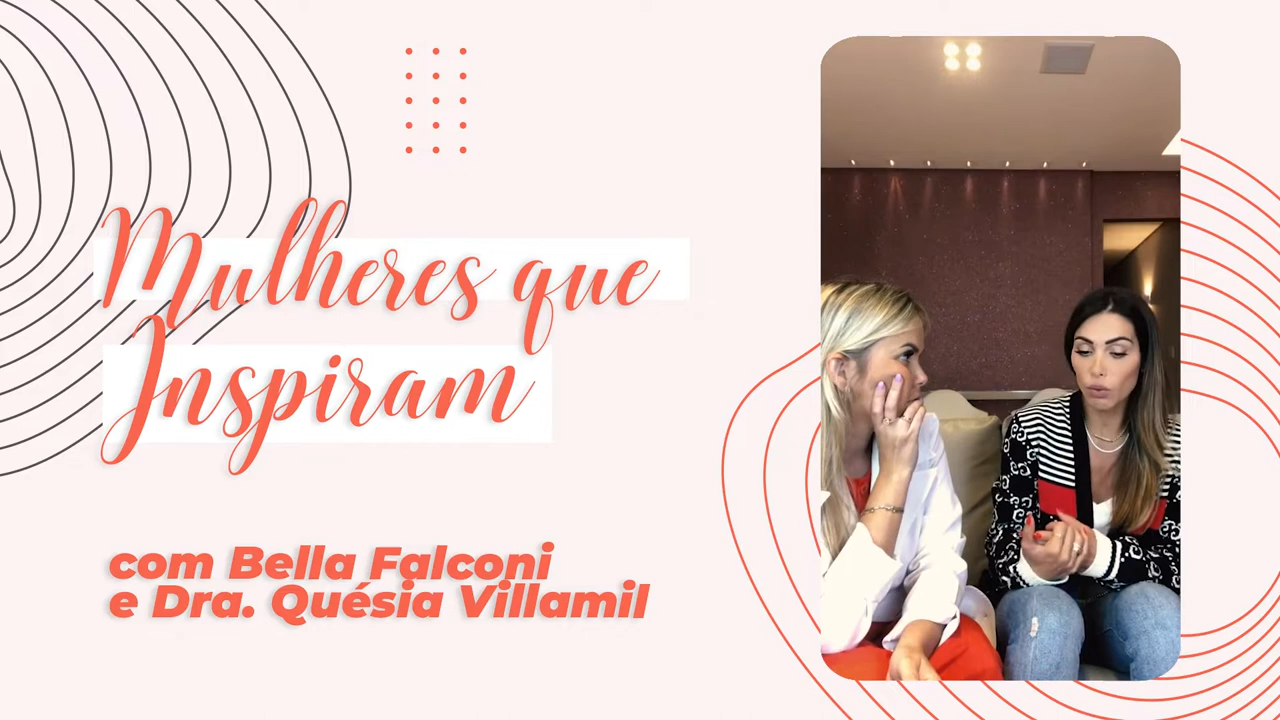 Mulheres que
Inspiram
com Bella Falconi
e Dra. Quésia Villamil